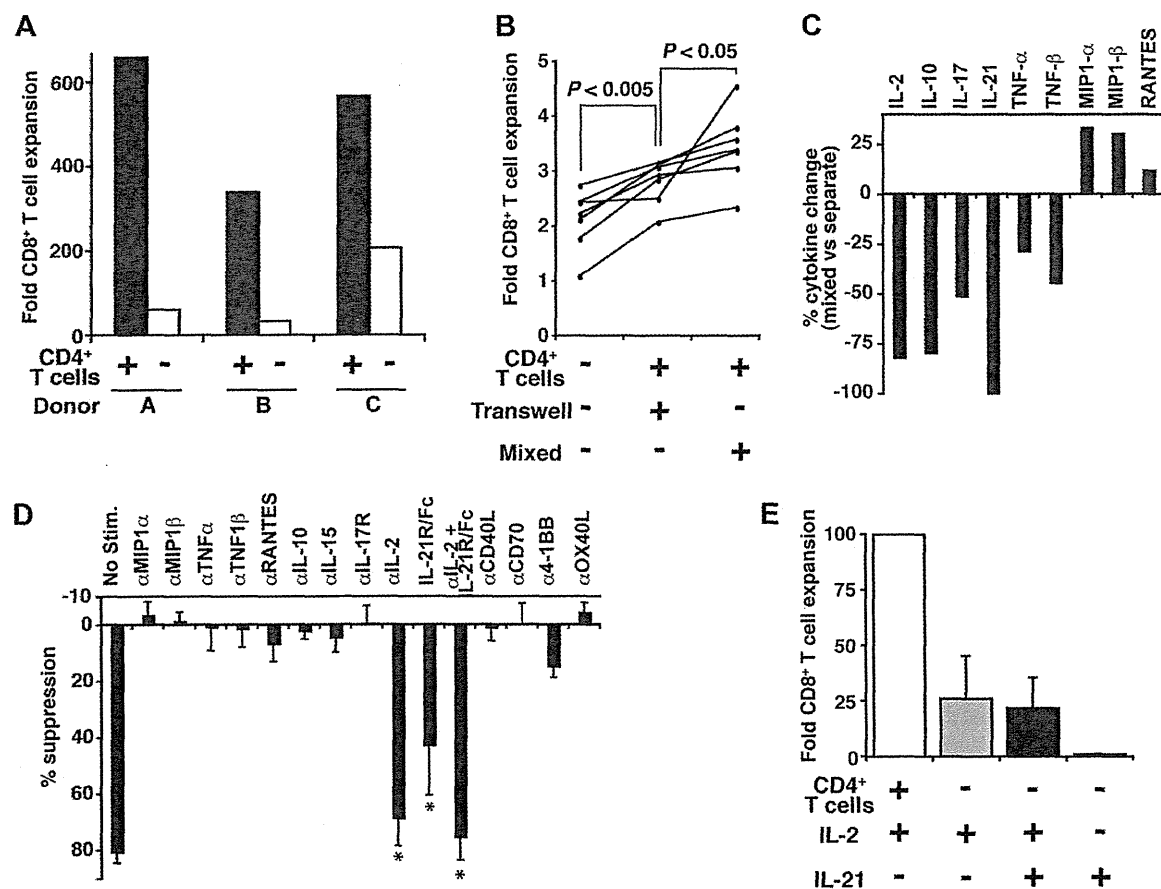 A
Fold CD8+ T cell expansion
600
400
200
0
CD4+
T cells
+ - + - + -
Donor
A B C
B
Fold CD8+ T cell expansion
5
4
3
2
1
0
P < 0.005
P < 0.05
CD4+
T cells
- + +
Transwell
- + -
Mixed
- - +
C
IL-2
IL-10
IL-17
IL-21
TNF-α
TNF-β
MIP1-α
MIP1-β
RANTES
% cytokine change
(mixed vs separate)
25
0
-25
-50
-75
-100
D
No Stim.
αMIP1α
αMIP1β
αTNFα
αTNF1β
αRANTES
αIL-10
αIL-15
αIL-17R
αIL-2
IL-21R/Fc
αIL-2 +
L-21R/Fc
αCD40L
αCD70
α4-1BB
αOX40L
% suppression
-10
0
20
40
60
80
*
*
*
E
Fold CD8+ T cell expansion
100
75
50
25
0
CD4+
T cells
+ - - -
IL-2
+ + + -
IL-21
- - + +